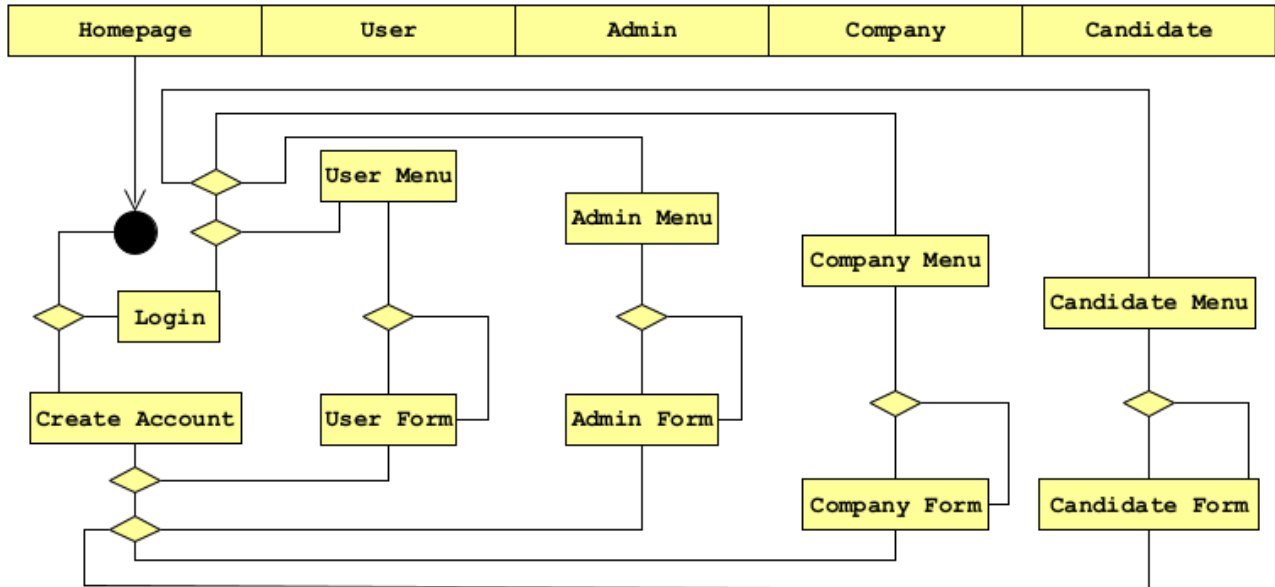 Homepage
User
Admin
Company
Candidate
User Menu
Admin Menu
Company Menu
Candidate Menu
Login
Create Account
User Form
Admin Form
Company Form
Candidate Form